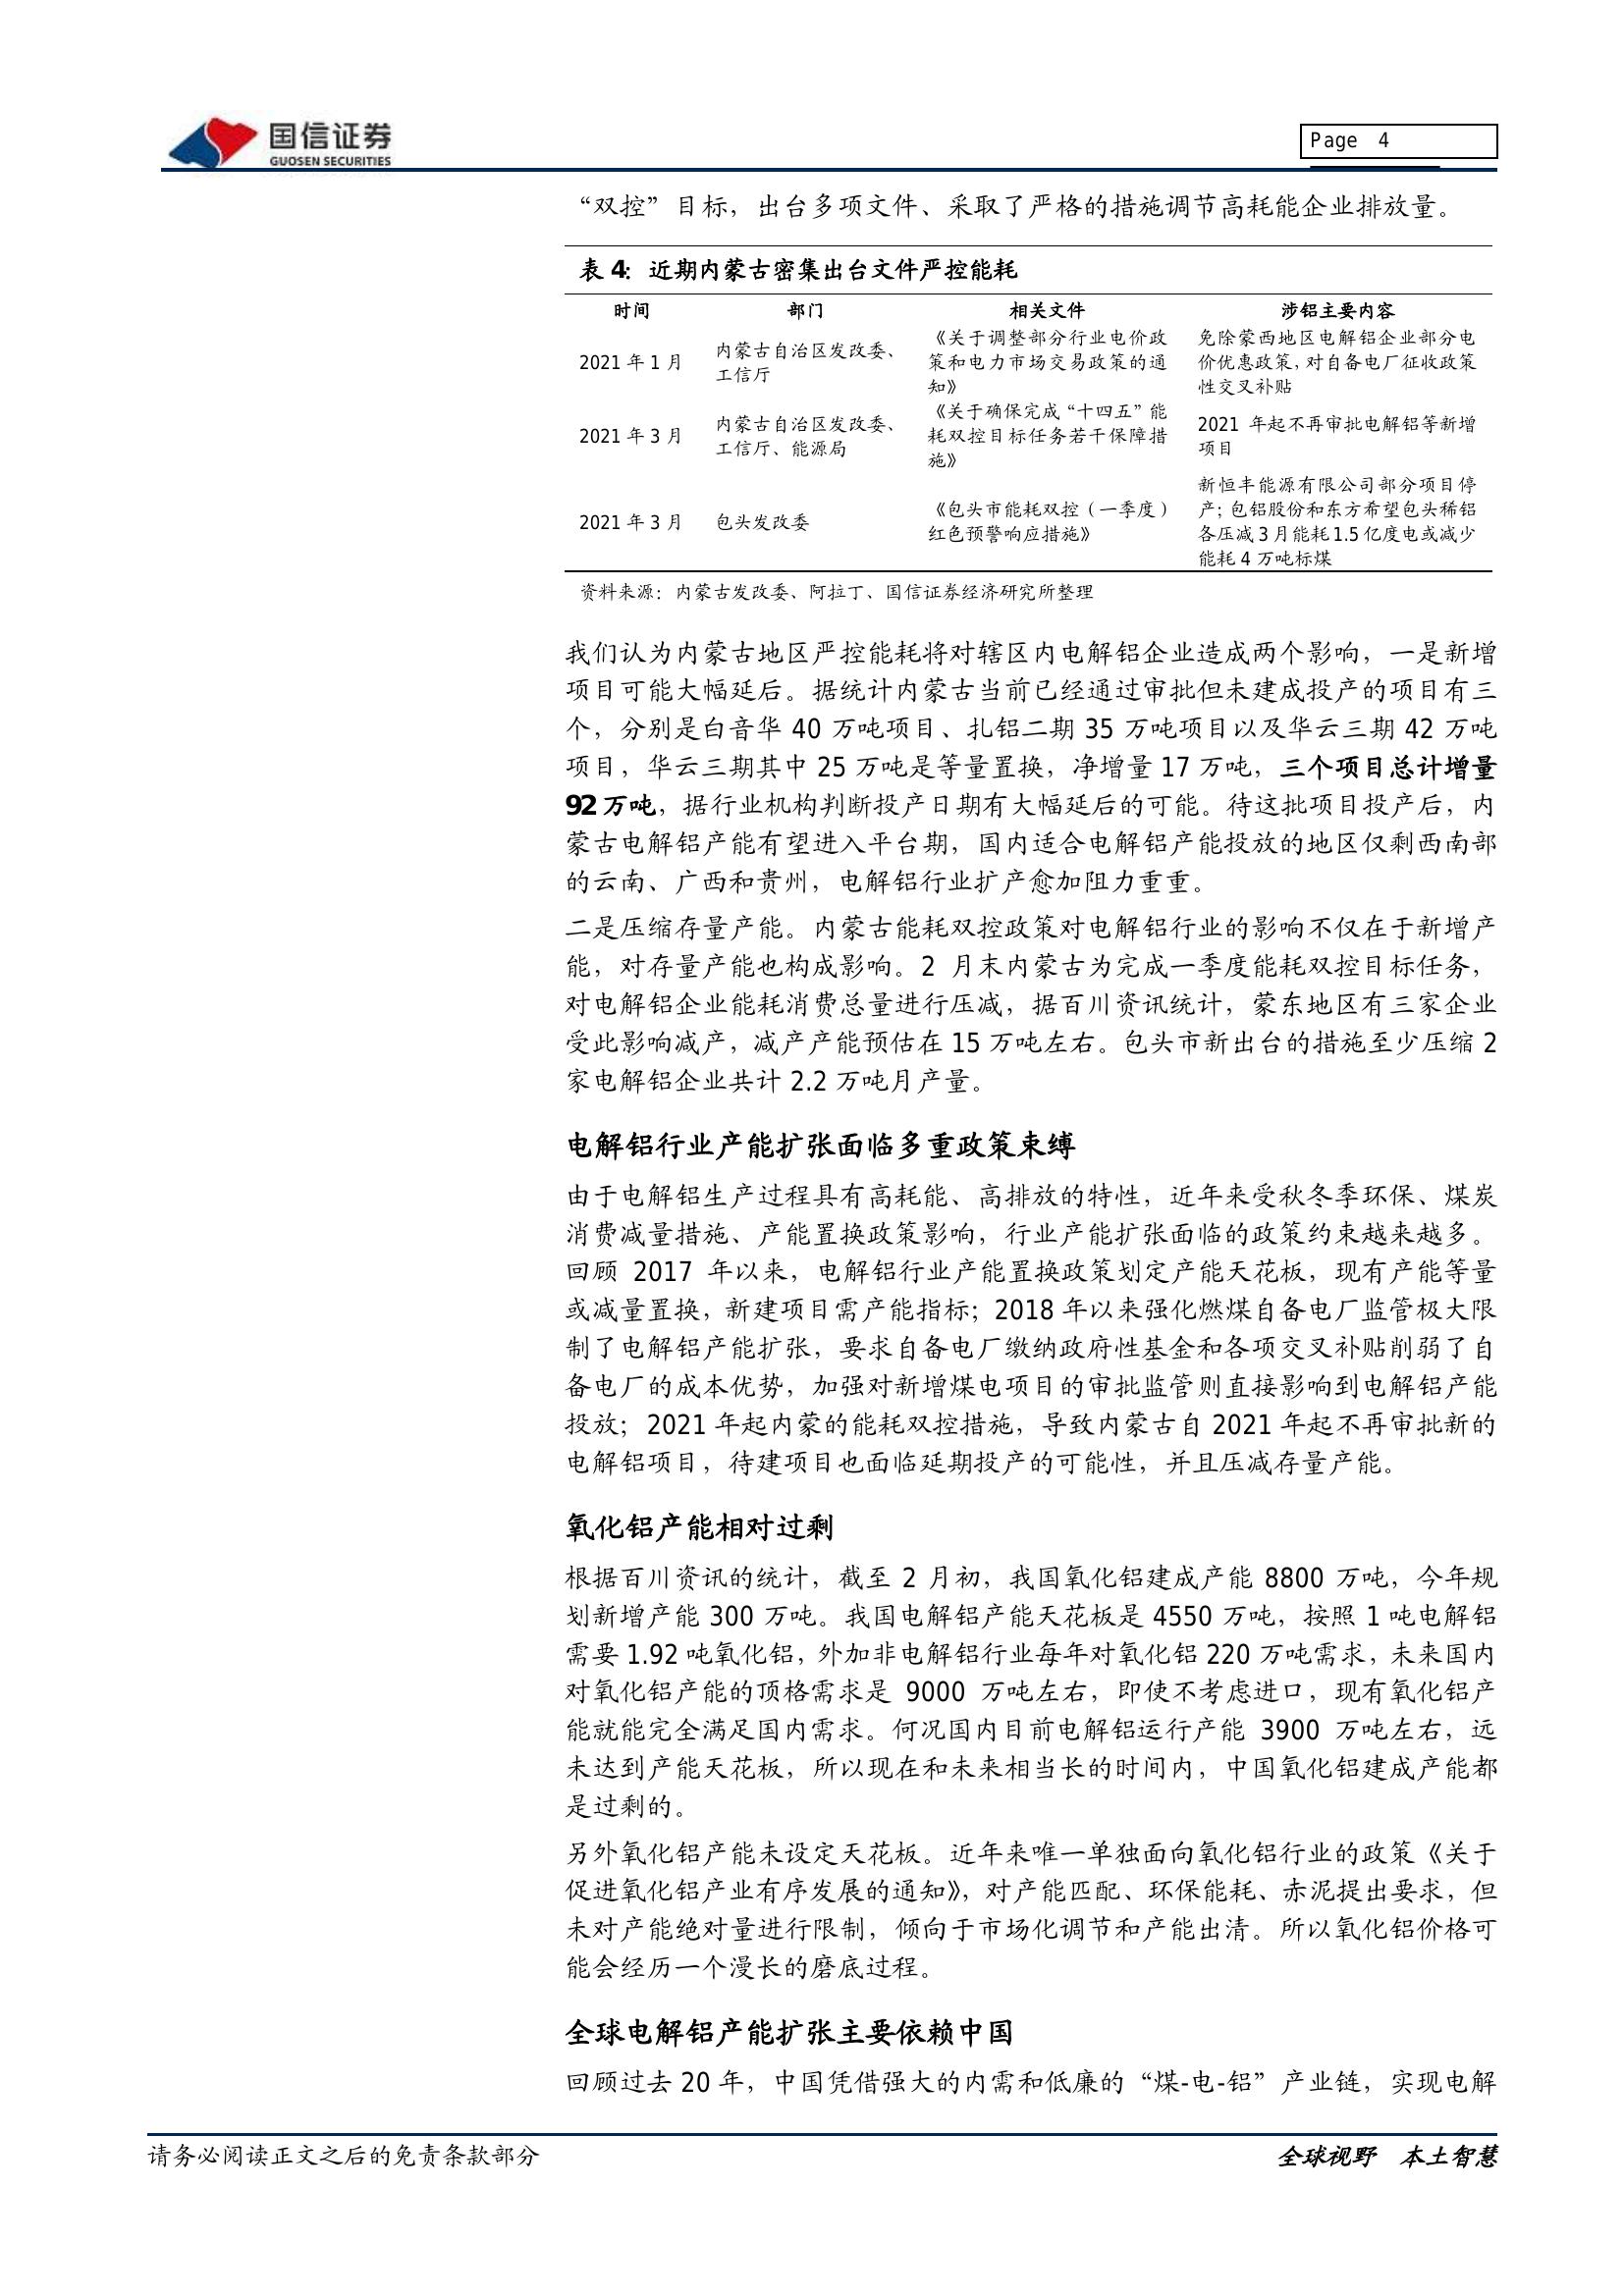 国信证券
GUOSEN SECURITIES
Page 4
“双控”目标，出台多项文件、采取了严格的措施调节高耗能企业排放量。
表 4：近期内蒙古密集出台文件严控能耗
时间 部门 相关文件 涉铝主要内容
2021 年 1 月 内蒙古自治区发改委、工信厅 《关于调整部分行业电价政策和电力市场交易政策的通知》 免除蒙西地区电解铝企业部分电价优惠政策，对自备电厂征收政策性交叉补贴
2021 年 3 月 内蒙古自治区发改委、工信厅、能源局 《关于确保完成“十四五”能耗双控目标任务若干保障措施》 2021 年起不再审批电解铝等新增项目
2021 年 3 月 包头发改委 《包头市能耗双控（一季度）红色预警响应措施》 新恒丰能源有限公司部分项目停产；包铝股份和东方希望包头稀铝各压减 3 月能耗 1.5 亿度电或减少能耗 4 万吨标煤
资料来源：内蒙古发改委、阿拉丁、国信证券经济研究所整理
我们认为内蒙古地区严控能耗将对辖区内电解铝企业造成两个影响，一是新增
项目可能大幅延后。据统计内蒙古当前已经通过审批但未建成投产的项目有三
个，分别是白音华 40 万吨项目、扎铝二期 35 万吨项目以及华云三期 42 万吨
项目，华云三期其中 25 万吨是等量置换，净增量 17 万吨，三个项目总计增量
92 万吨，据行业机构判断投产日期有大幅延后的可能。待这批项目投产后，内
蒙古电解铝产能有望进入平台期，国内适合电解铝产能投放的地区仅剩西南部
的云南、广西和贵州，电解铝行业扩产愈加阻力重重。
二是压缩存量产能。内蒙古能耗双控政策对电解铝行业的影响不仅在于新增产
能，对存量产能也构成影响。2 月末内蒙古为完成一季度能耗双控目标任务，
对电解铝企业能耗消费总量进行压减，据百川资讯统计，蒙东地区有三家企业
受此影响减产，减产产能预估在 15 万吨左右。包头市新出台的措施至少压缩 2
家电解铝企业共计 2.2 万吨月产量。
电解铝行业产能扩张面临多重政策束缚
由于电解铝生产过程具有高耗能、高排放的特性，近年来受秋冬季环保、煤炭
消费减量措施、产能置换政策影响，行业产能扩张面临的政策约束越来越多。
回顾 2017 年以来，电解铝行业产能置换政策划定产能天花板，现有产能等量
或减量置换，新建项目需产能指标；2018 年以来强化燃煤自备电厂监管极大限
制了电解铝产能扩张，要求自备电厂缴纳政府性基金和各项交叉补贴削弱了自
备电厂的成本优势，加强对新增煤电项目的审批监管则直接影响到电解铝产能
投放；2021 年起内蒙的能耗双控措施，导致内蒙古自 2021 年起不再审批新的
电解铝项目，待建项目也面临延期投产的可能性，并且压减存量产能。
氧化铝产能相对过剩
根据百川资讯的统计，截至 2 月初，我国氧化铝建成产能 8800 万吨，今年规
划新增产能 300 万吨。我国电解铝产能天花板是 4550 万吨，按照 1 吨电解铝
需要 1.92 吨氧化铝，外加非电解铝行业每年对氧化铝 220 万吨需求，未来国内
对氧化铝产能的顶格需求是 9000 万吨左右，即使不考虑进口，现有氧化铝产
能就能完全满足国内需求。何况国内目前电解铝运行产能 3900 万吨左右，远
未达到产能天花板，所以现在和未来相当长的时间内，中国氧化铝建成产能都
是过剩的。
另外氧化铝产能未设定天花板。近年来唯一单独面向氧化铝行业的政策《关于
促进氧化铝产业有序发展的通知》，对产能匹配、环保能耗、赤泥提出要求，但
未对产能绝对量进行限制，倾向于市场化调节和产能出清。所以氧化铝价格可
能会经历一个漫长的磨底过程。
全球电解铝产能扩张主要依赖中国
回顾过去 20 年，中国凭借强大的内需和低廉的“煤-电-铝”产业链，实现电解
请务必阅读正文之后的免责条款部分
全球视野 本土智慧